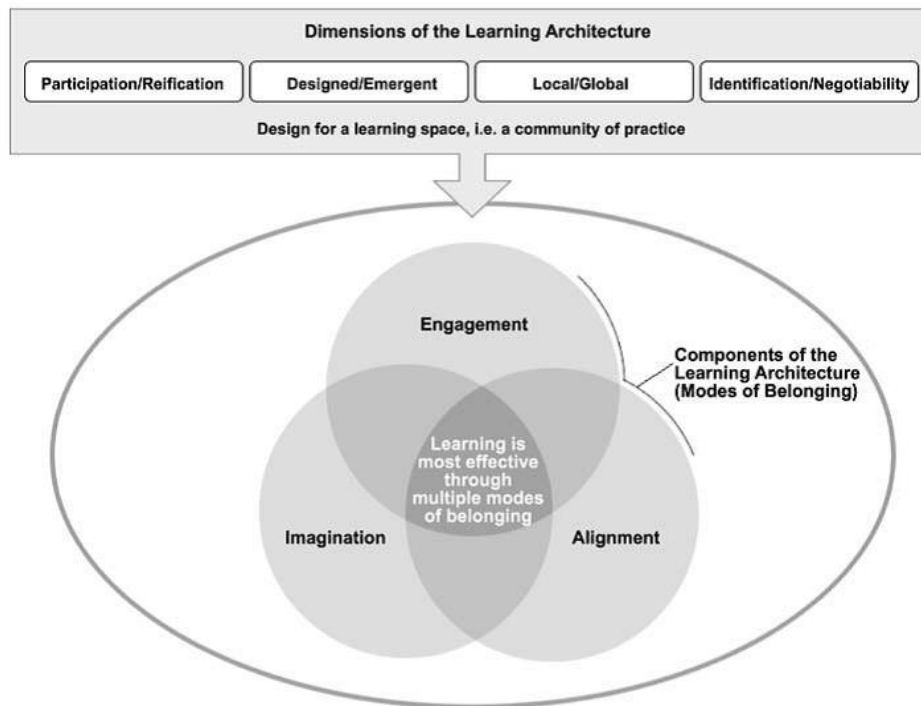 Dimensions of the Learning Architecture
Participation/Reification
Designed/Emergent
Local/Global
Identification/Negotiability
Design for a learning space, i.e. a community of practice
Engagement
Components of the
Learning Architecture
(Modes of Belonging)
Learning is
most effective
through
multiple modes
of belonging
Imagination
Alignment